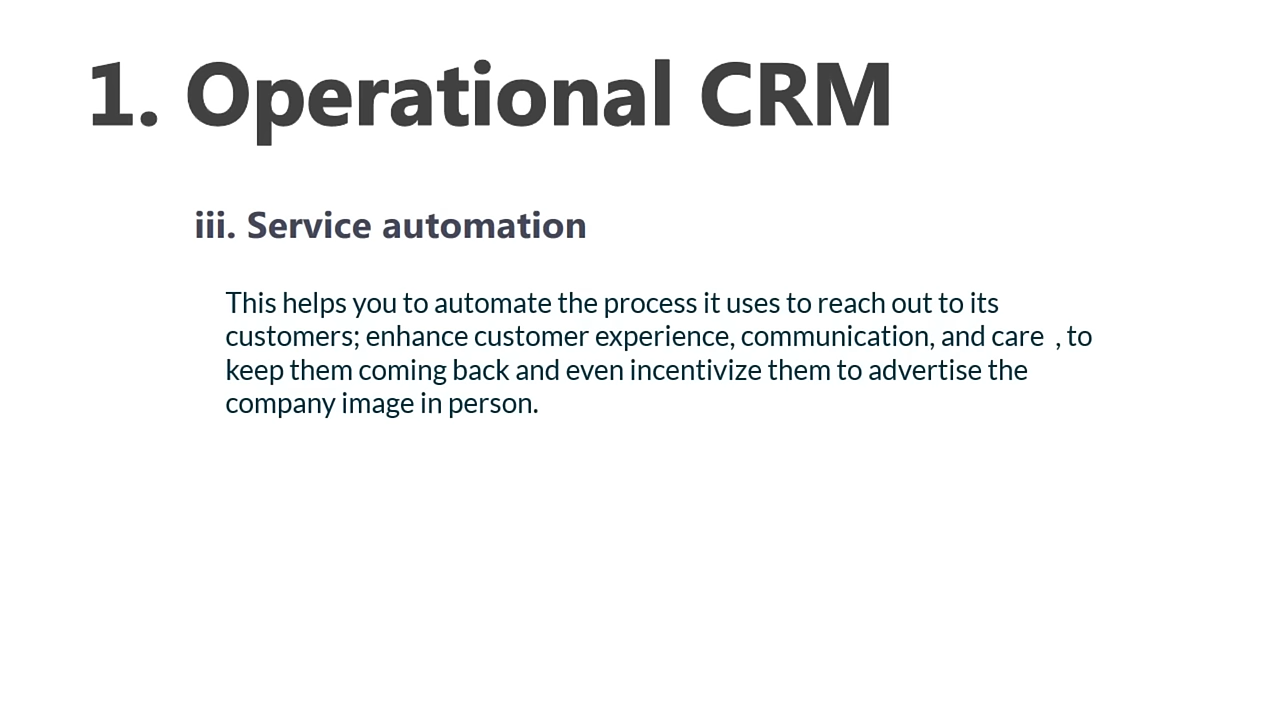 1. Operational CRM
iii. Service automation
This helps you to automate the process it uses to reach out to its
customers; enhance customer experience, communication, and care , to
keep them coming back and even incentivize them to advertise the
company image in person.